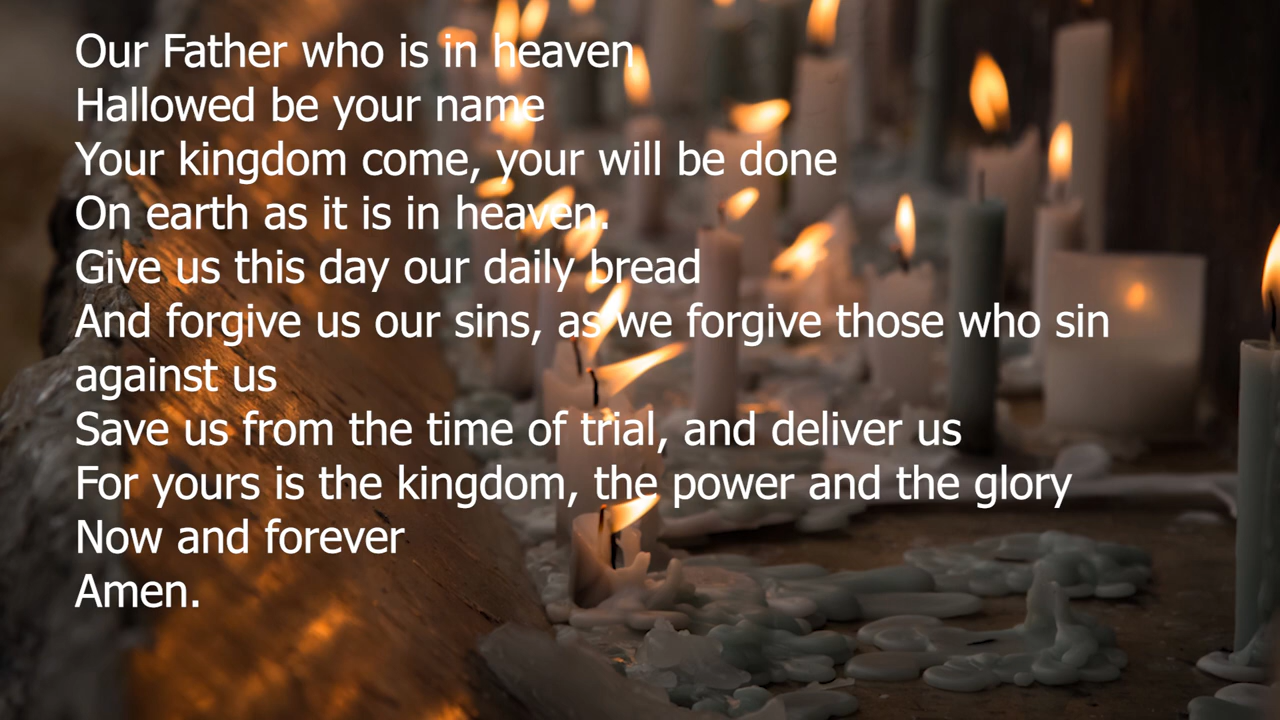 Our Father who is in heaven
Hallowed be your name
Your kingdom come, your will be done
On earth as it is in heaven.
Give us this day our daily bread
And forgive us our sins, as we forgive those who sin
against us
Save us from the time of trial, and deliver us
For yours is the kingdom, the power and the glory
Now and forever
Amen.